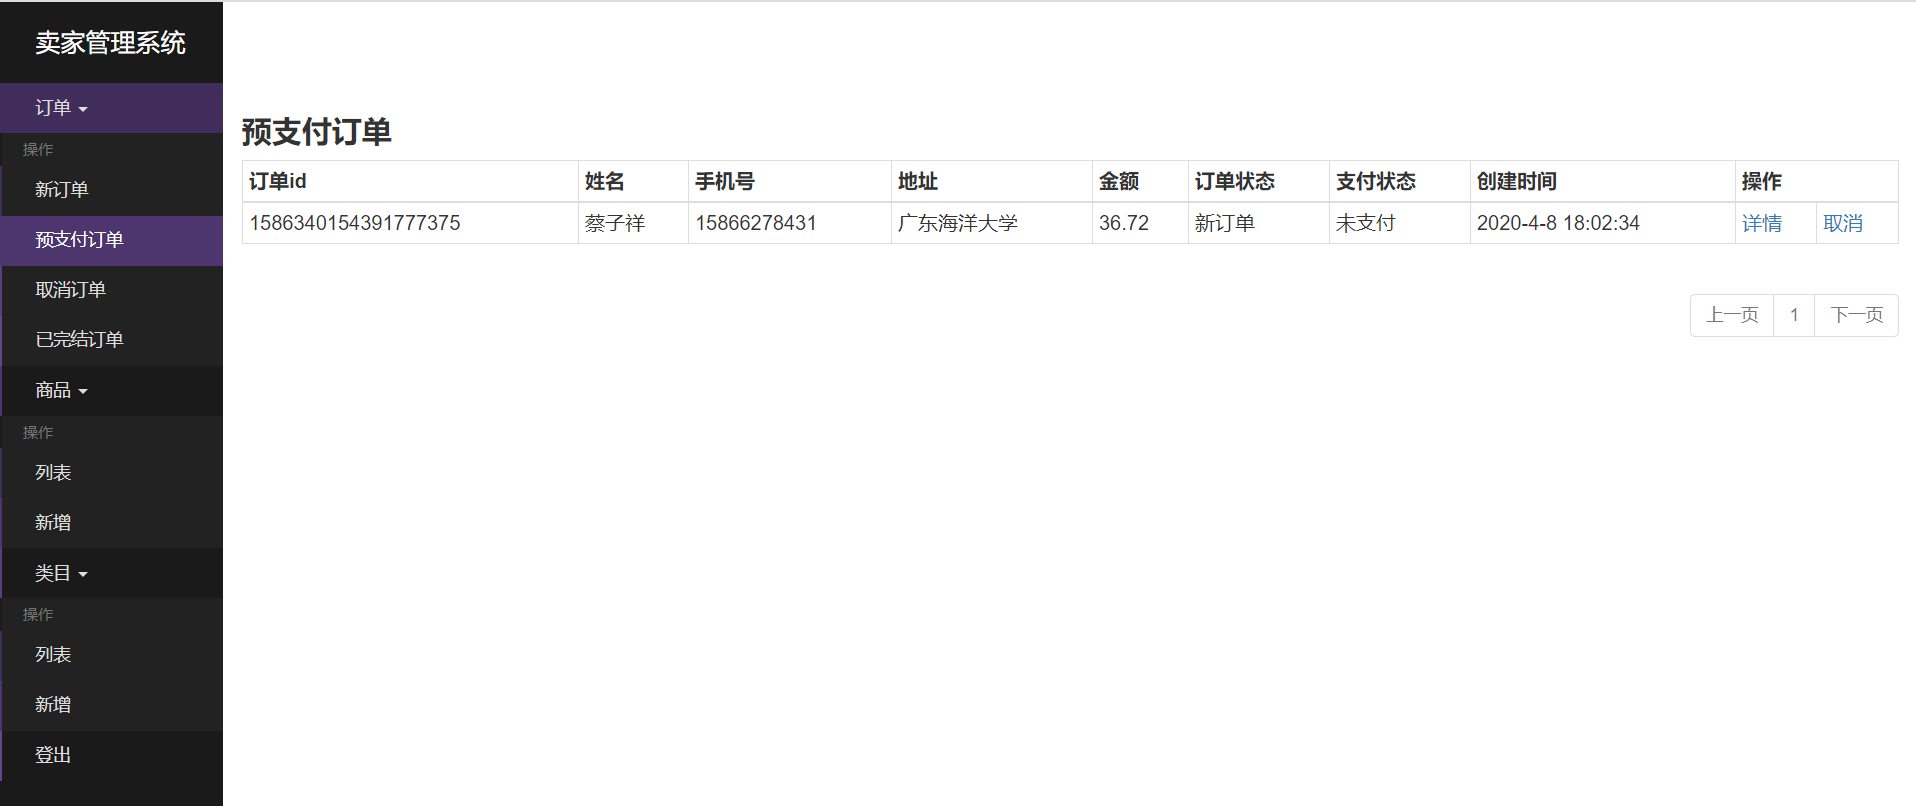 卖家管理系统
订单
操作
新订单
预支付订单
取消订单
已完结订单
商品
操作
列表
新增
类目
操作
列表
新增
登出
预支付订单
订单id 姓名 手机号 地址 金额 订单状态 支付状态 创建时间 操作
1586340154391777375 蔡子祥 15866278431 广东海洋大学 36.72 新订单 未支付 2020-4-8 18:02:34 详情 取消
上一页 1 下一页